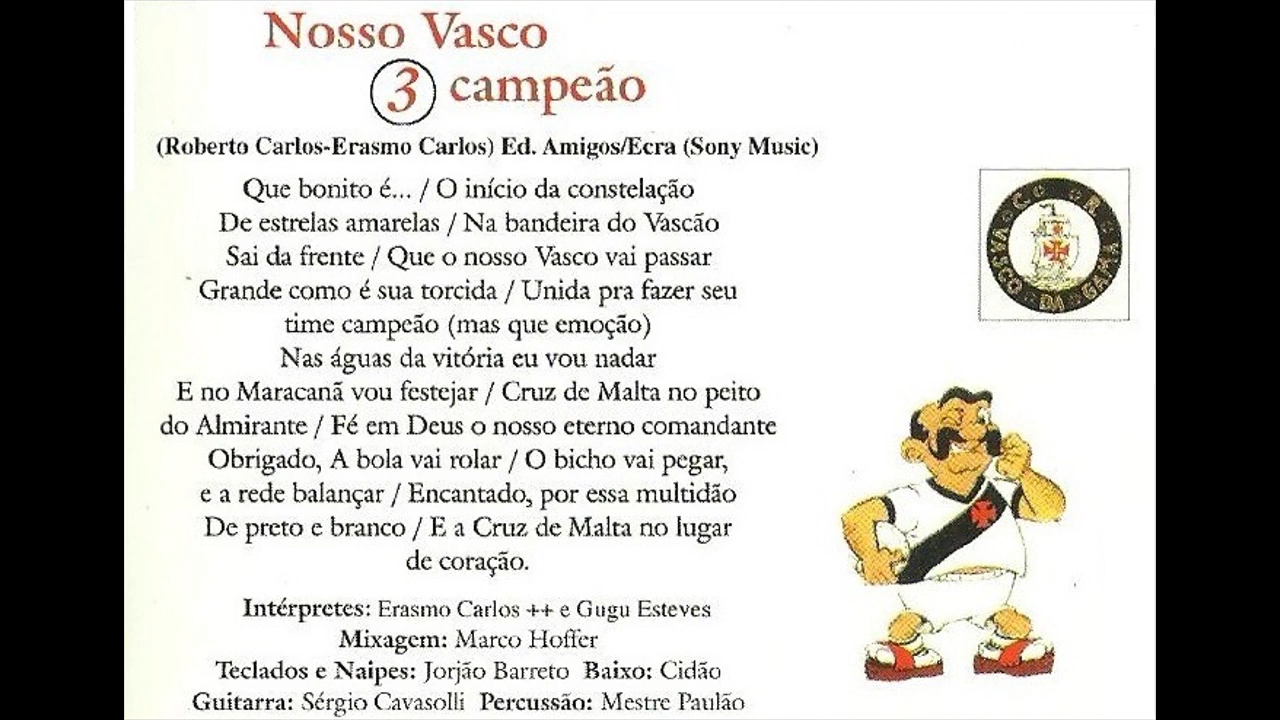 Nosso Vasco
3 campeão
(Roberto Carlos-Erasmo Carlos) Ed. Amigos/Ecra (Sony Music)
Que bonito é... / O início da constelação
De estrelas amarelas / Na bandeira do Vascão
Sai da frente / Que o nosso Vasco vai passar
Grande como é sua torcida / Unida pra fazer seu
time campeão (mas que emoção)
Nas águas da vitória eu vou nadar
E no Maracanã vou festejar / Cruz de Malta no peito
do Almirante / Fé em Deus o nosso eterno comandante
Obrigado, A bola vai rolar / O bicho vai pegar,
e a rede balançar / Encantado, por essa multidão
De preto e branco / E a Cruz de Malta no lugar
de coração.
Intérpretes: Erasmo Carlos ++ e Gugu Esteves
Mixagem: Marco Hoffer
Teclados e Naipes: Jorjão Barreto Baixo: Cidão
Guitarra: Sérgio Cavasolli Percussão: Mestre Paulão
C R
VASCO DA GAMA